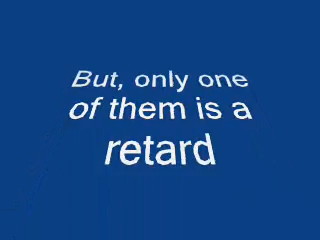 But, only one
of them is a
retard